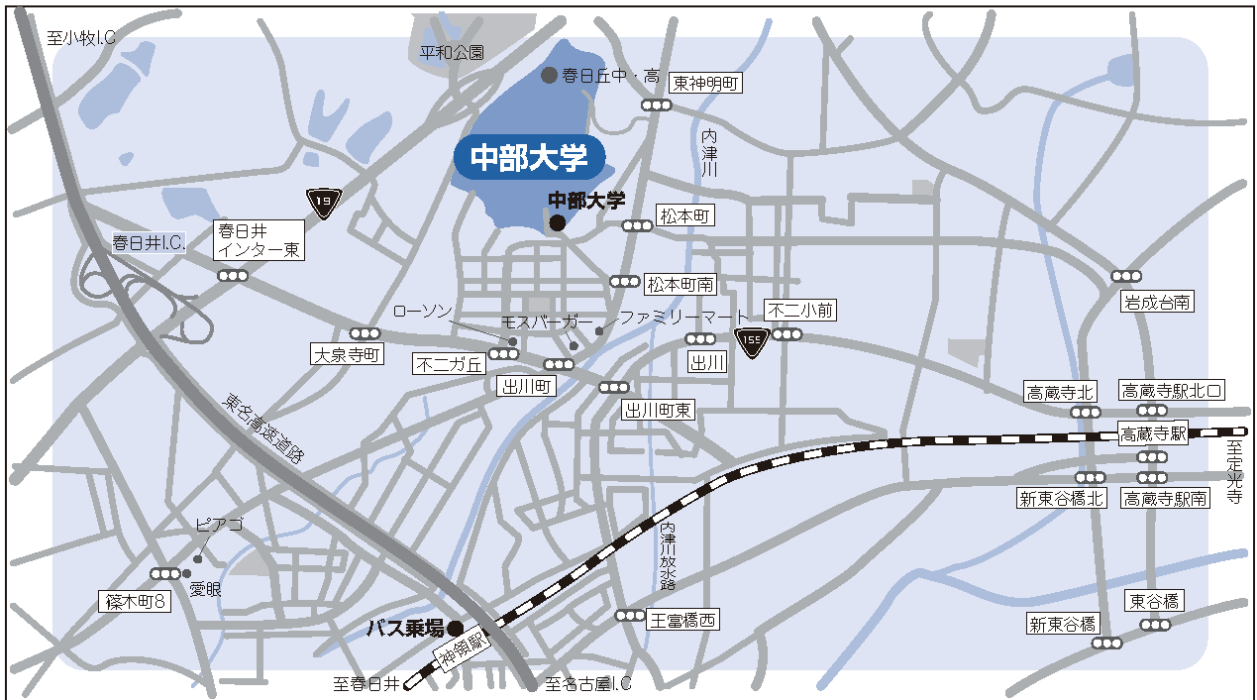 至小牧I.C
平和公園
春日丘中・高
東神明町
内津川
中部大学
19
中部大学
松本町
春日井
インター東
春日井I.C.
松本町南
岩成台南
ローソン
モスバーガー
ファミリーマート
不二小前
155
大泉寺町
不二ガ丘
出川町
出川
出川町東
高蔵寺北
高蔵寺駅北口
東名高速道路
高蔵寺駅
至定光寺
新東谷橋北
高蔵寺駅南
ピアゴ
愛眼
篠木町8
内津川放水路
バス乗場
神領駅
王富橋西
東谷橋
新東谷橋
至春日井
至名古屋I.C